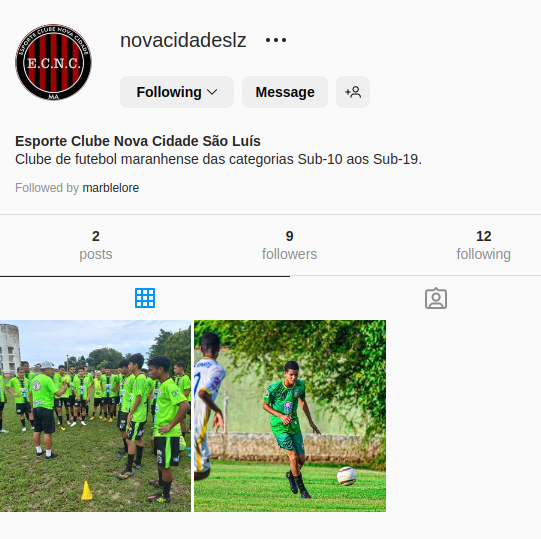 novacidadeslz
ESPORTE CLUBE NOVA CIDADE
E.C.N.C.
MA
Following
Message
Esporte Clube Nova Cidade São Luís
Clube de futebol maranhense das categorias Sub-10 aos Sub-19.
Followed by marblelore
2 9 12
posts followers following